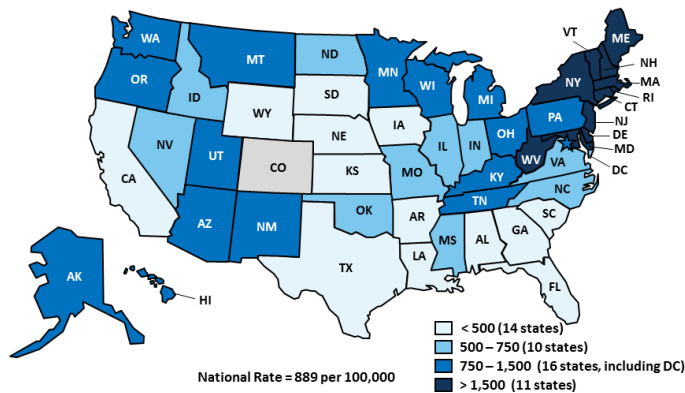 WA
MT
ND
MN
VT
ME
OR
ID
SD
WI
MI
NY
NH
MA
RI
CT
WY
IA
PA
NJ
NV
NE
IL
IN
OH
DE
MD
UT
CO
KS
MO
WV
VA
DC
CA
KY
NC
AZ
NM
OK
AR
TN
SC
MS
AL
GA
TX
LA
FL
AK
HI
< 500 (14 states)
500 – 750 (10 states)
750 – 1,500 (16 states, including DC)
> 1,500 (11 states)
National Rate = 889 per 100,000